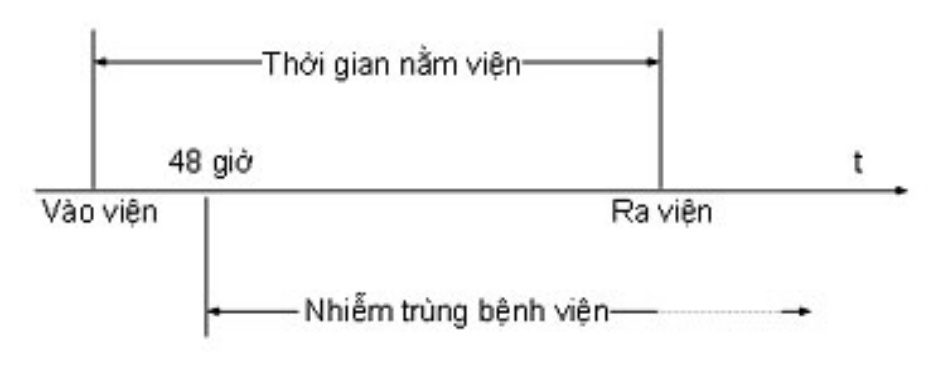 Thời gian nằm viện
48 giờ
t
Vào viện
Ra viện
Nhiễm trùng bệnh viện